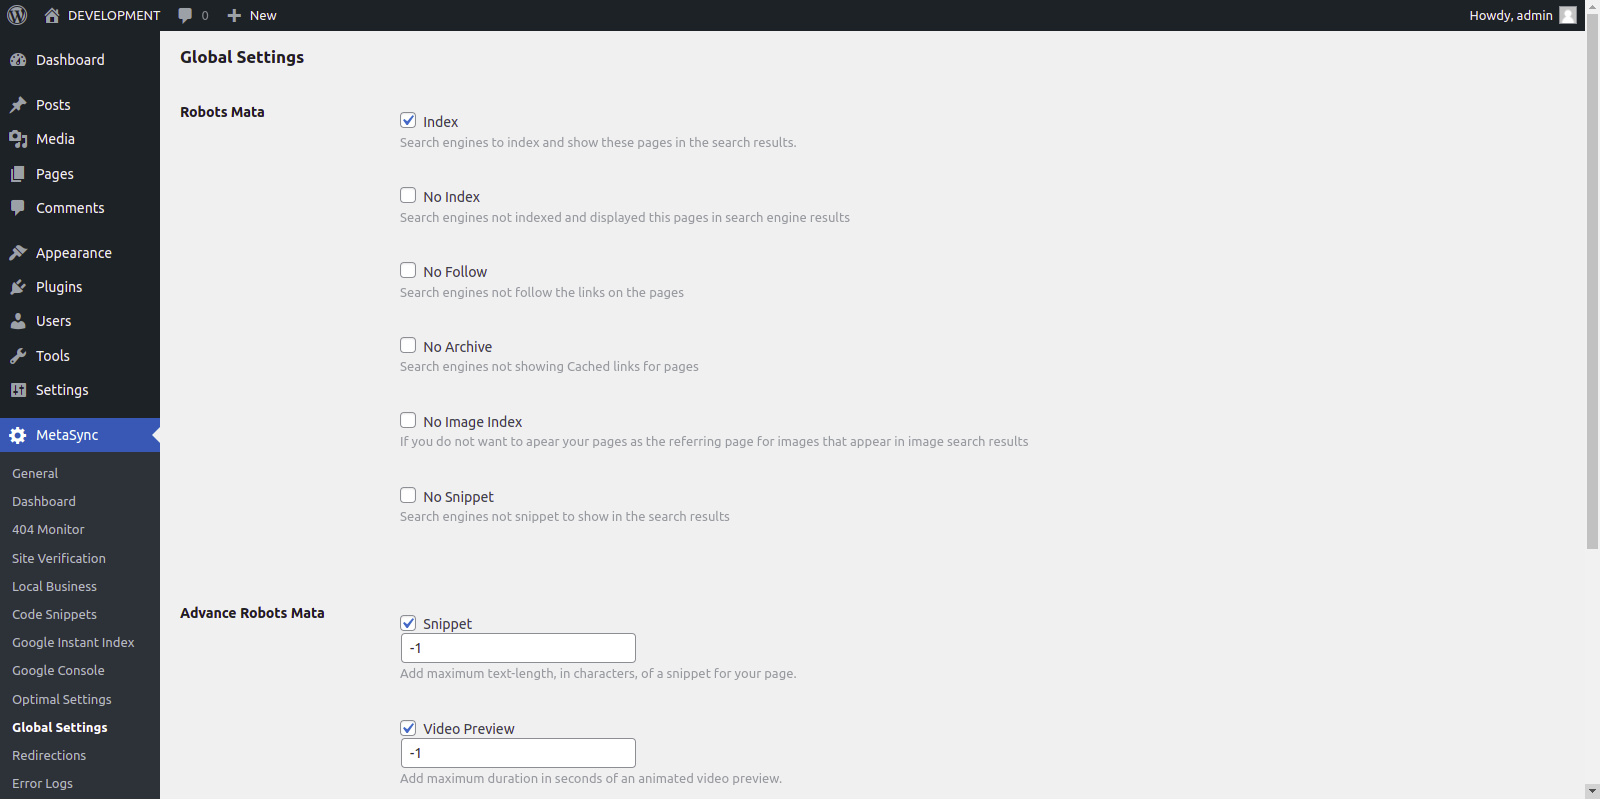 DEVELOPMENT 0 New Howdy, admin
Dashboard
Posts
Media
Pages
Comments
Appearance
Plugins
Users
Tools
Settings
MetaSync
General
Dashboard
404 Monitor
Site Verification
Local Business
Code Snippets
Google Instant Index
Google Console
Optimal Settings
Global Settings
Redirections
Error Logs
Global Settings
Robots Mata
Index
Search engines to index and show these pages in the search results.
No Index
Search engines not indexed and displayed this pages in search engine results
No Follow
Search engines not follow the links on the pages
No Archive
Search engines not showing Cached links for pages
No Image Index
If you do not want to apear your pages as the referring page for images that appear in image search results
No Snippet
Search engines not snippet to show in the search results
Advance Robots Mata
Snippet
-1
Add maximum text-length, in characters, of a snippet for your page.
Video Preview
-1
Add maximum duration in seconds of an animated video preview.